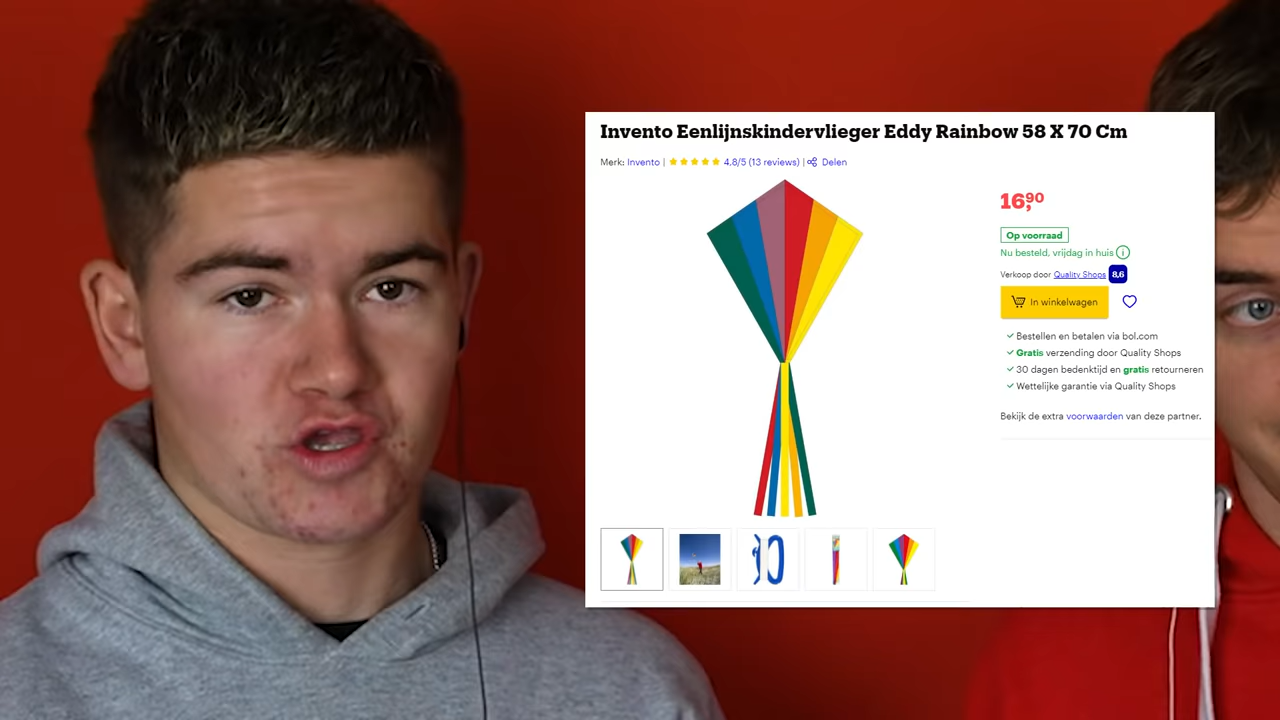 Invento Eenlijnskindervlieger Eddy Rainbow 58 X 70 Cm
Merk: Invento | 4,8/5 (13 reviews) | Delen
16,90
Op voorraad
Nu besteld, vrijdag in huis i
Verkoop door Quality Shops 8,6
In winkelwagen
Bestellen en betalen via bol.com
Gratis verzending door Quality Shops
30 dagen bedenktijd en gratis retourneren
Wettelijke garantie via Quality Shops
Bekijk de extra voorwaarden van deze partner.